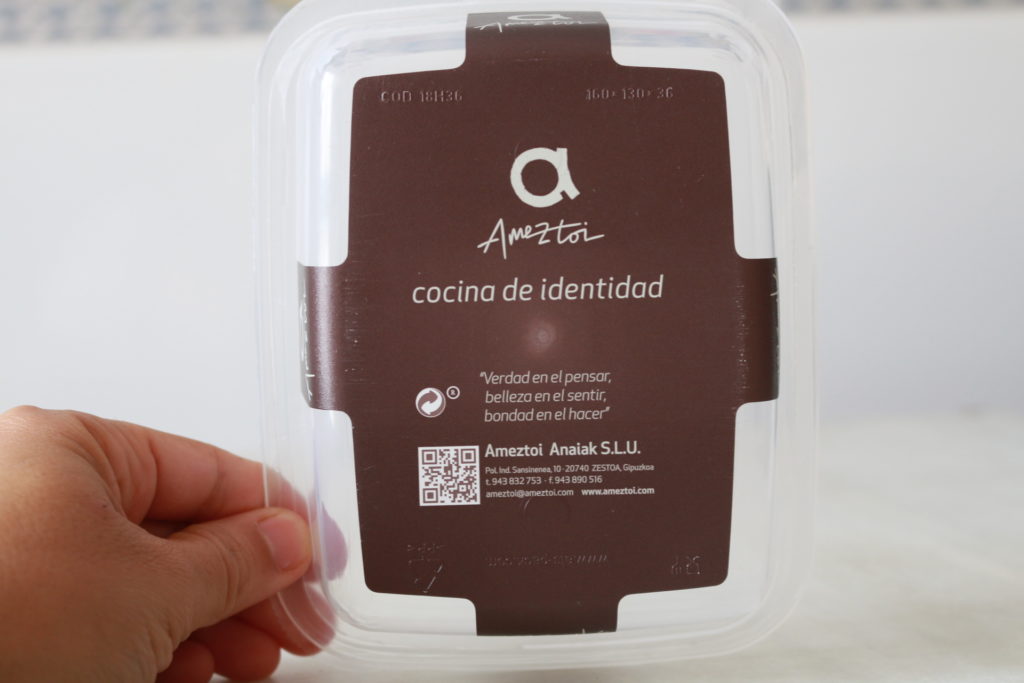 Ameztoi
COD 18H36
160×130×36
a
Ameztoi
cocina de identidad
"Verdad en el pensar,
belleza en el sentir,
bondad en el hacer"
®
Ameztoi Anaiak S.L.U.
Pol. Ind. Sansinenea, 10 · 20740 ZESTOA, Gipuzkoa
t. 943 832 753 · f. 943 890 516
ameztoi@ameztoi.com www.ameztoi.com